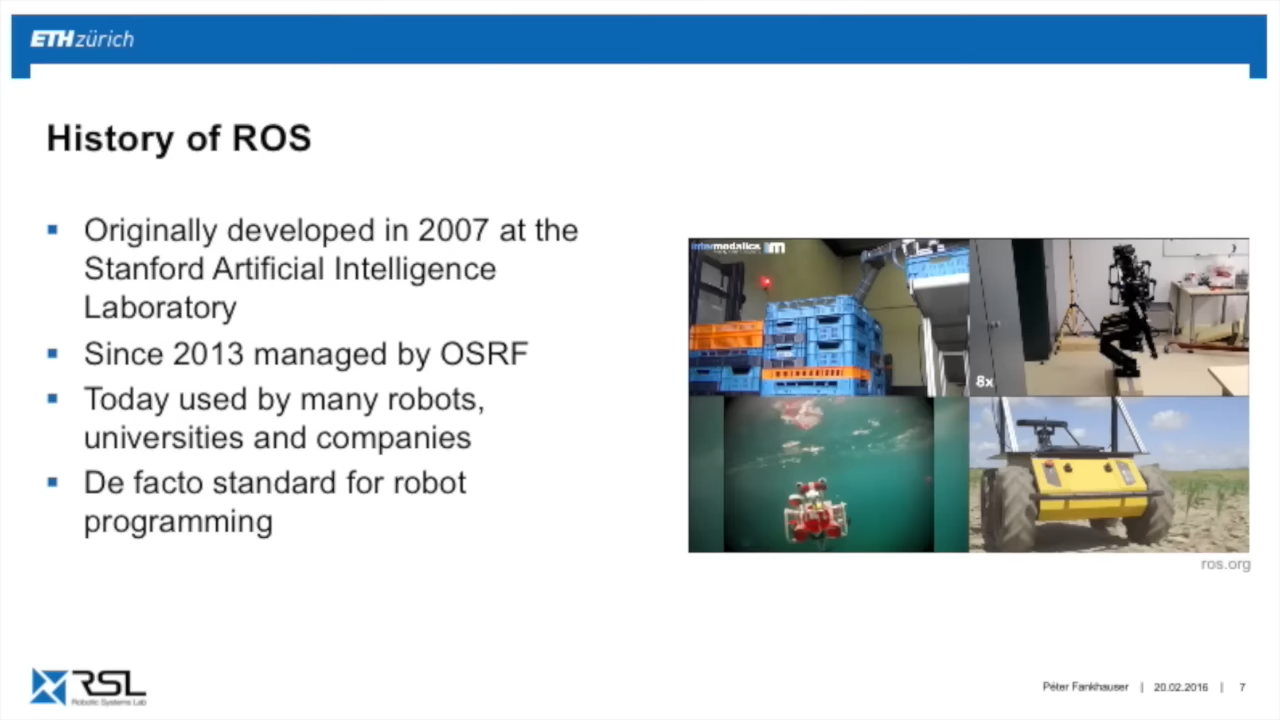 ETH zürich
History of ROS
Originally developed in 2007 at the
Stanford Artificial Intelligence
Laboratory
Since 2013 managed by OSRF
Today used by many robots,
universities and companies
De facto standard for robot
programming
intermodalics
8x
ros.org
RSL
Robotic Systems Lab
Péter Fankhauser | 20.02.2016 | 7